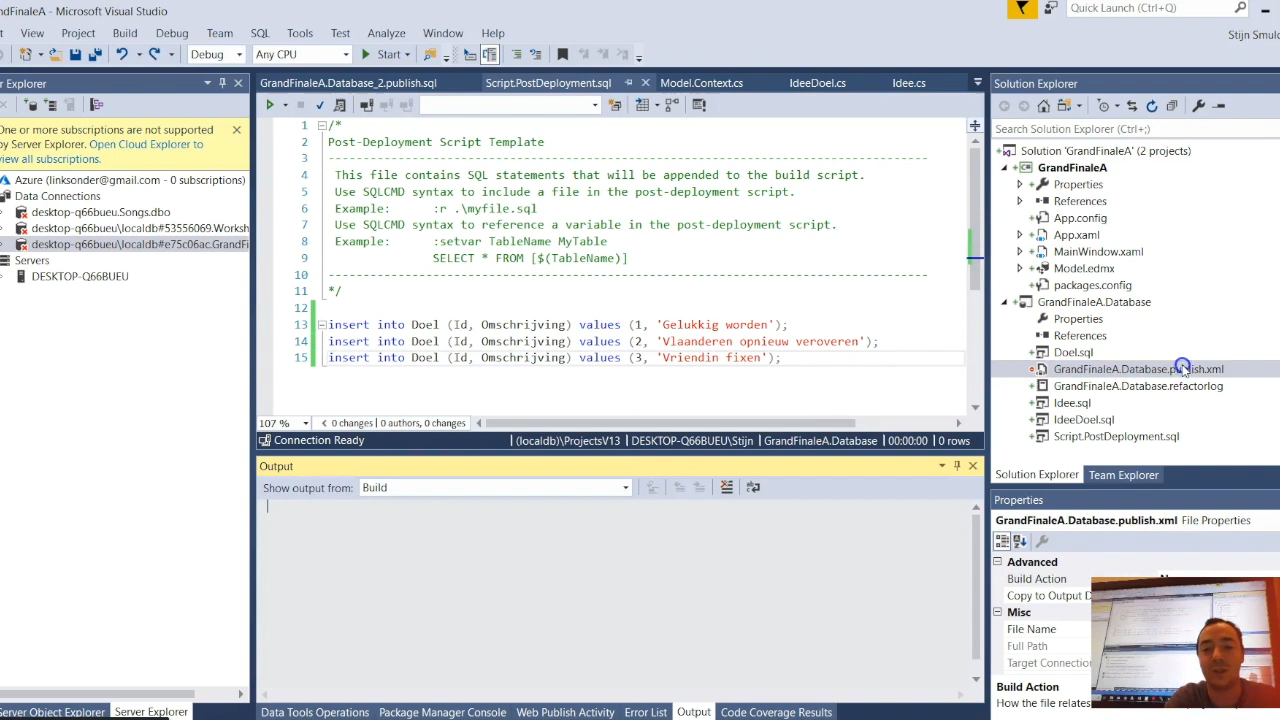 ndFinaleA - Microsoft Visual Studio
Quick Launch (Ctrl+Q)
View Project Build Debug Team SQL Tools Test Analyze Window Help
Stijn Smul
Debug Any CPU Start
er Explorer
One or more subscriptions are not supported
by Server Explorer. Open Cloud Explorer to
view all subscriptions.
Azure (linksonder@gmail.com - 0 subscriptions)
Data Connections
desktop-q66bueu.Songs.dbo
desktop-q66bueu\localdb#53556069.Worksh
desktop-q66bueu\localdb#e75c06ac.GrandFi
Servers
DESKTOP-Q66BUEU
Server Object Explorer Server Explorer
GrandFinaleA.Database_2.publish.sql Script.PostDeployment.sql Model.Context.cs IdeeDoel.cs Idee.cs
1 /*
2 Post-Deployment Script Template
3 --------------------------------------------------------------------------------------
4 This file contains SQL statements that will be appended to the build script.
5 Use SQLCMD syntax to include a file in the post-deployment script.
6 Example: :r .\myfile.sql
7 Use SQLCMD syntax to reference a variable in the post-deployment script.
8 Example: :setvar TableName MyTable
9 SELECT * FROM [$(TableName)]
10 --------------------------------------------------------------------------------------
11 */
12
13 insert into Doel (Id, Omschrijving) values (1, 'Gelukkig worden');
14 insert into Doel (Id, Omschrijving) values (2, 'Vlaanderen opnieuw veroveren');
15 insert into Doel (Id, Omschrijving) values (3, 'Vriendin fixen');
107 % 0 changes | 0 authors, 0 changes
Connection Ready | (localdb)\ProjectsV13 | DESKTOP-Q66BUEU\Stijn | GrandFinaleA.Database | 00:00:00 | 0 rows
Output
Show output from: Build
Data Tools Operations Package Manager Console Web Publish Activity Error List Output Code Coverage Results
Solution Explorer
Search Solution Explorer (Ctrl+;)
Solution 'GrandFinaleA' (2 projects)
GrandFinaleA
Properties
References
App.config
App.xaml
MainWindow.xaml
Model.edmx
packages.config
GrandFinaleA.Database
Properties
References
Doel.sql
GrandFinaleA.Database.publish.xml
GrandFinaleA.Database.refactorlog
Idee.sql
IdeeDoel.sql
Script.PostDeployment.sql
Solution Explorer Team Explorer
Properties
GrandFinaleA.Database.publish.xml File Properties
Advanced
Build Action
Copy to Output D
Misc
File Name
Full Path
Target Connectio
Build Action
How the file relates